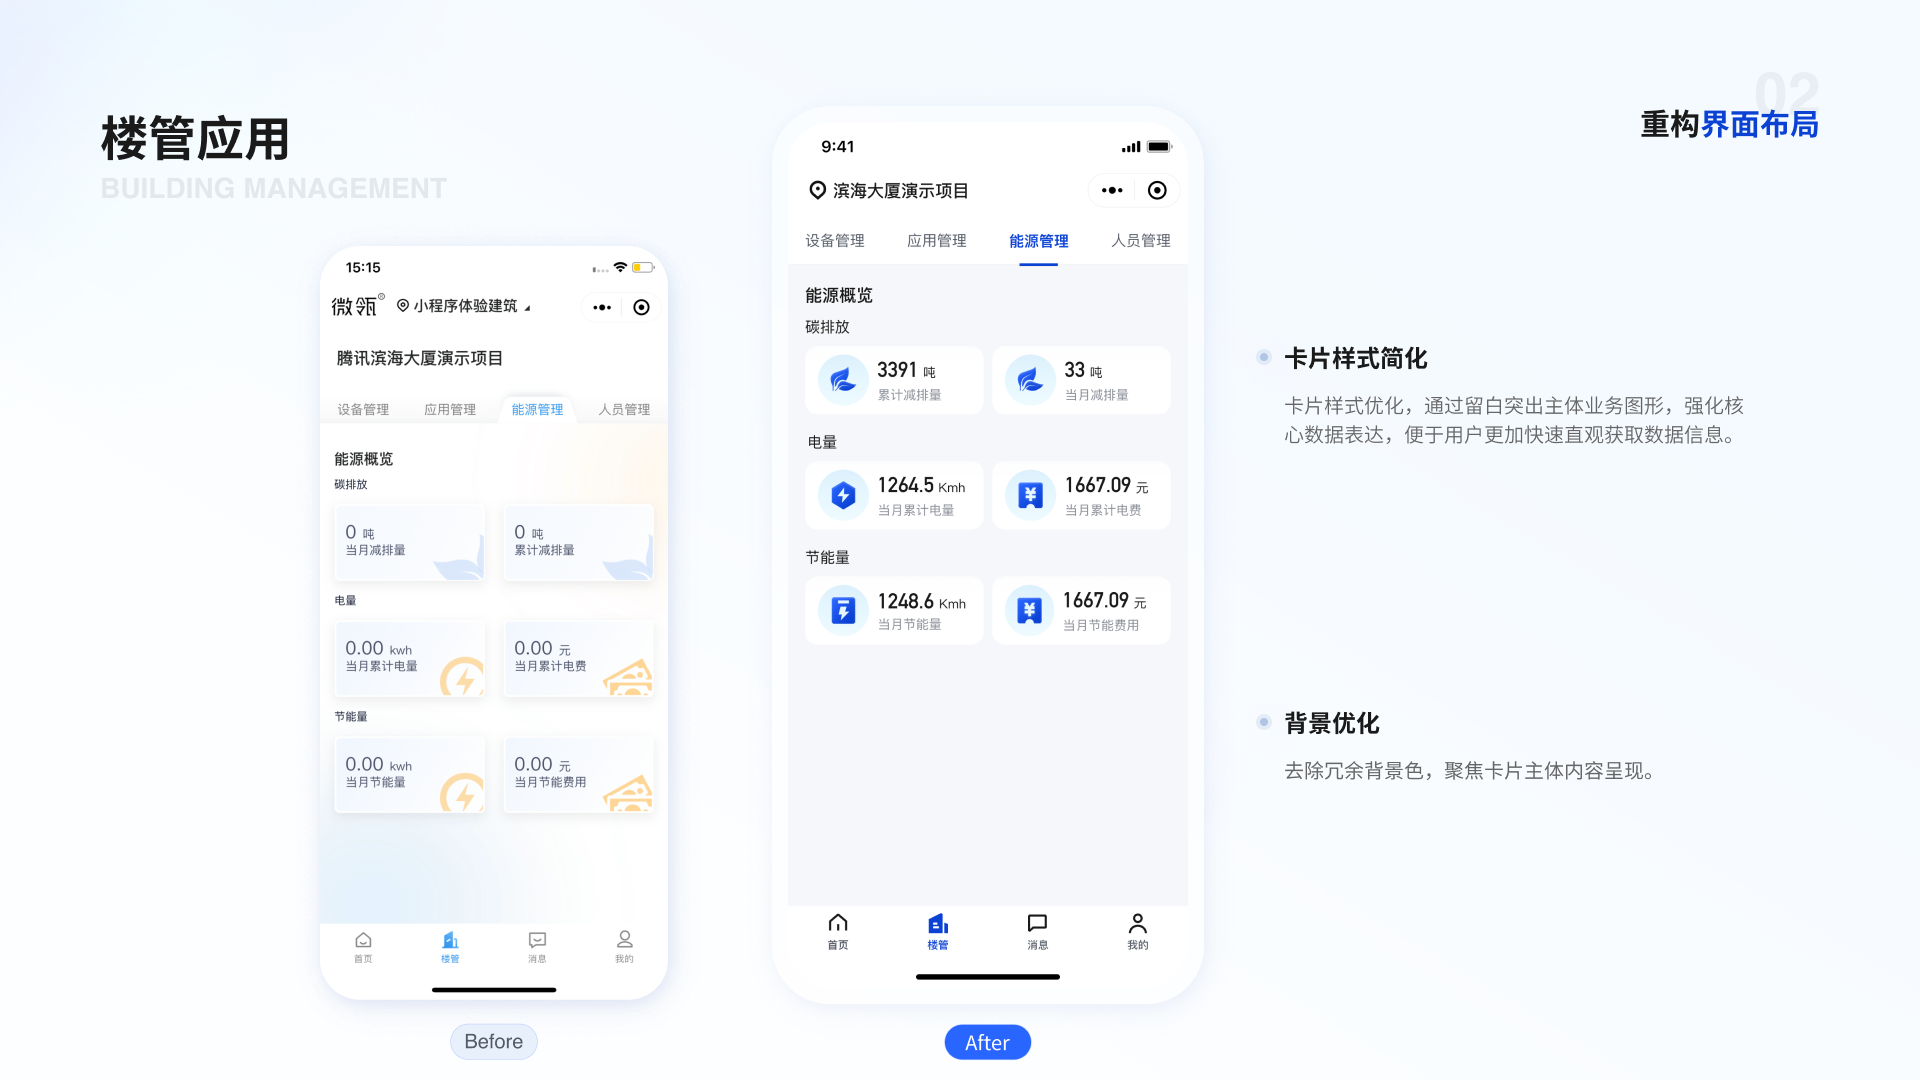 楼管应用
BUILDING MANAGEMENT
02
重构界面布局
15:15
微瓴®
小程序体验建筑
腾讯滨海大厦演示项目
设备管理 应用管理 能源管理 人员管理
能源概览
碳排放
0 吨
当月减排量
0 吨
累计减排量
电量
0.00 kwh
当月累计电量
0.00 元
当月累计电费
节能量
0.00 kwh
当月节能量
0.00 元
当月节能费用
首页 楼管 消息 我的
Before
9:41
滨海大厦演示项目
设备管理 应用管理 能源管理 人员管理
能源概览
碳排放
3391 吨
累计减排量
33 吨
当月减排量
电量
1264.5 Kmh
当月累计电量
1667.09 元
当月累计电费
节能量
1248.6 Kmh
当月节能量
1667.09 元
当月节能费用
首页 楼管 消息 我的
After
卡片样式简化
卡片样式优化，通过留白突出主体业务图形，强化核
心数据表达，便于用户更加快速直观获取数据信息。
背景优化
去除冗余背景色，聚焦卡片主体内容呈现。